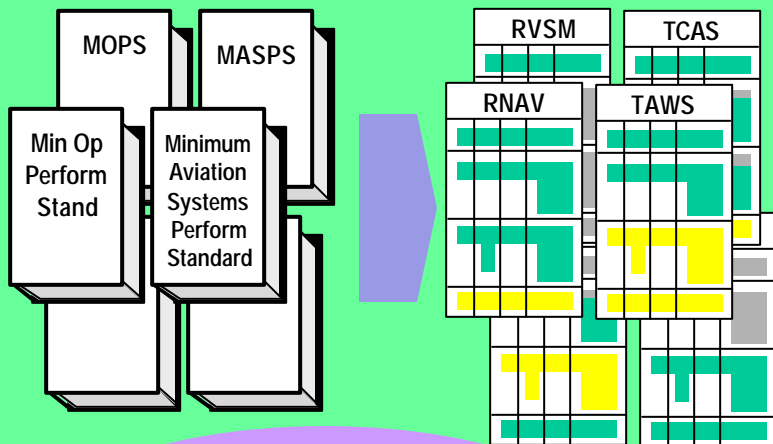 MOPS
MASPS
Min Op
Perform
Stand
Minimum
Aviation
Systems
Perform
Standard
RVSM
TCAS
RNAV
TAWS